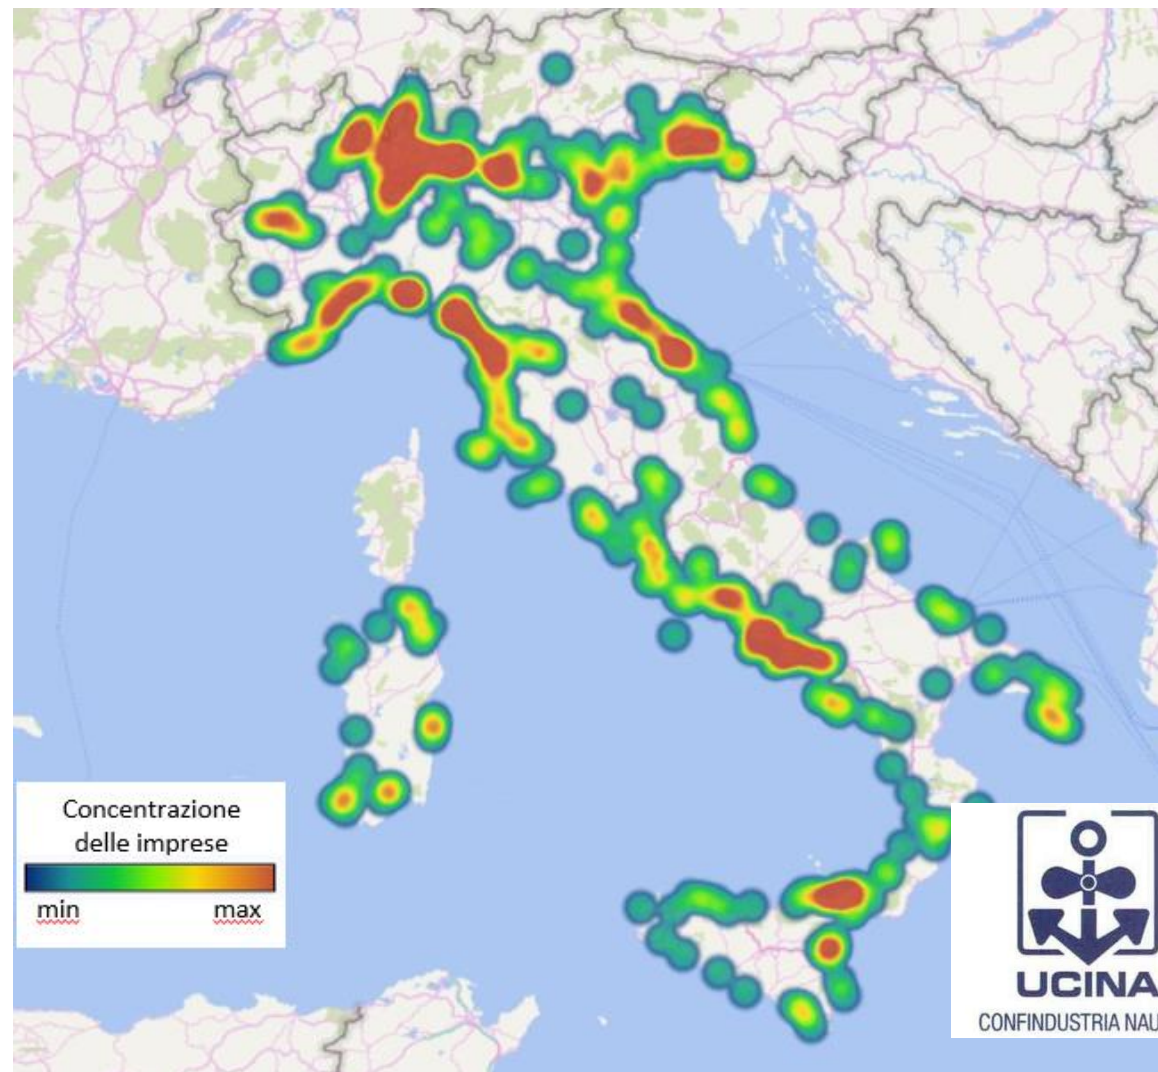 Concentrazione
delle imprese
min
max
UCINA
CONFINDUSTRIA NAU